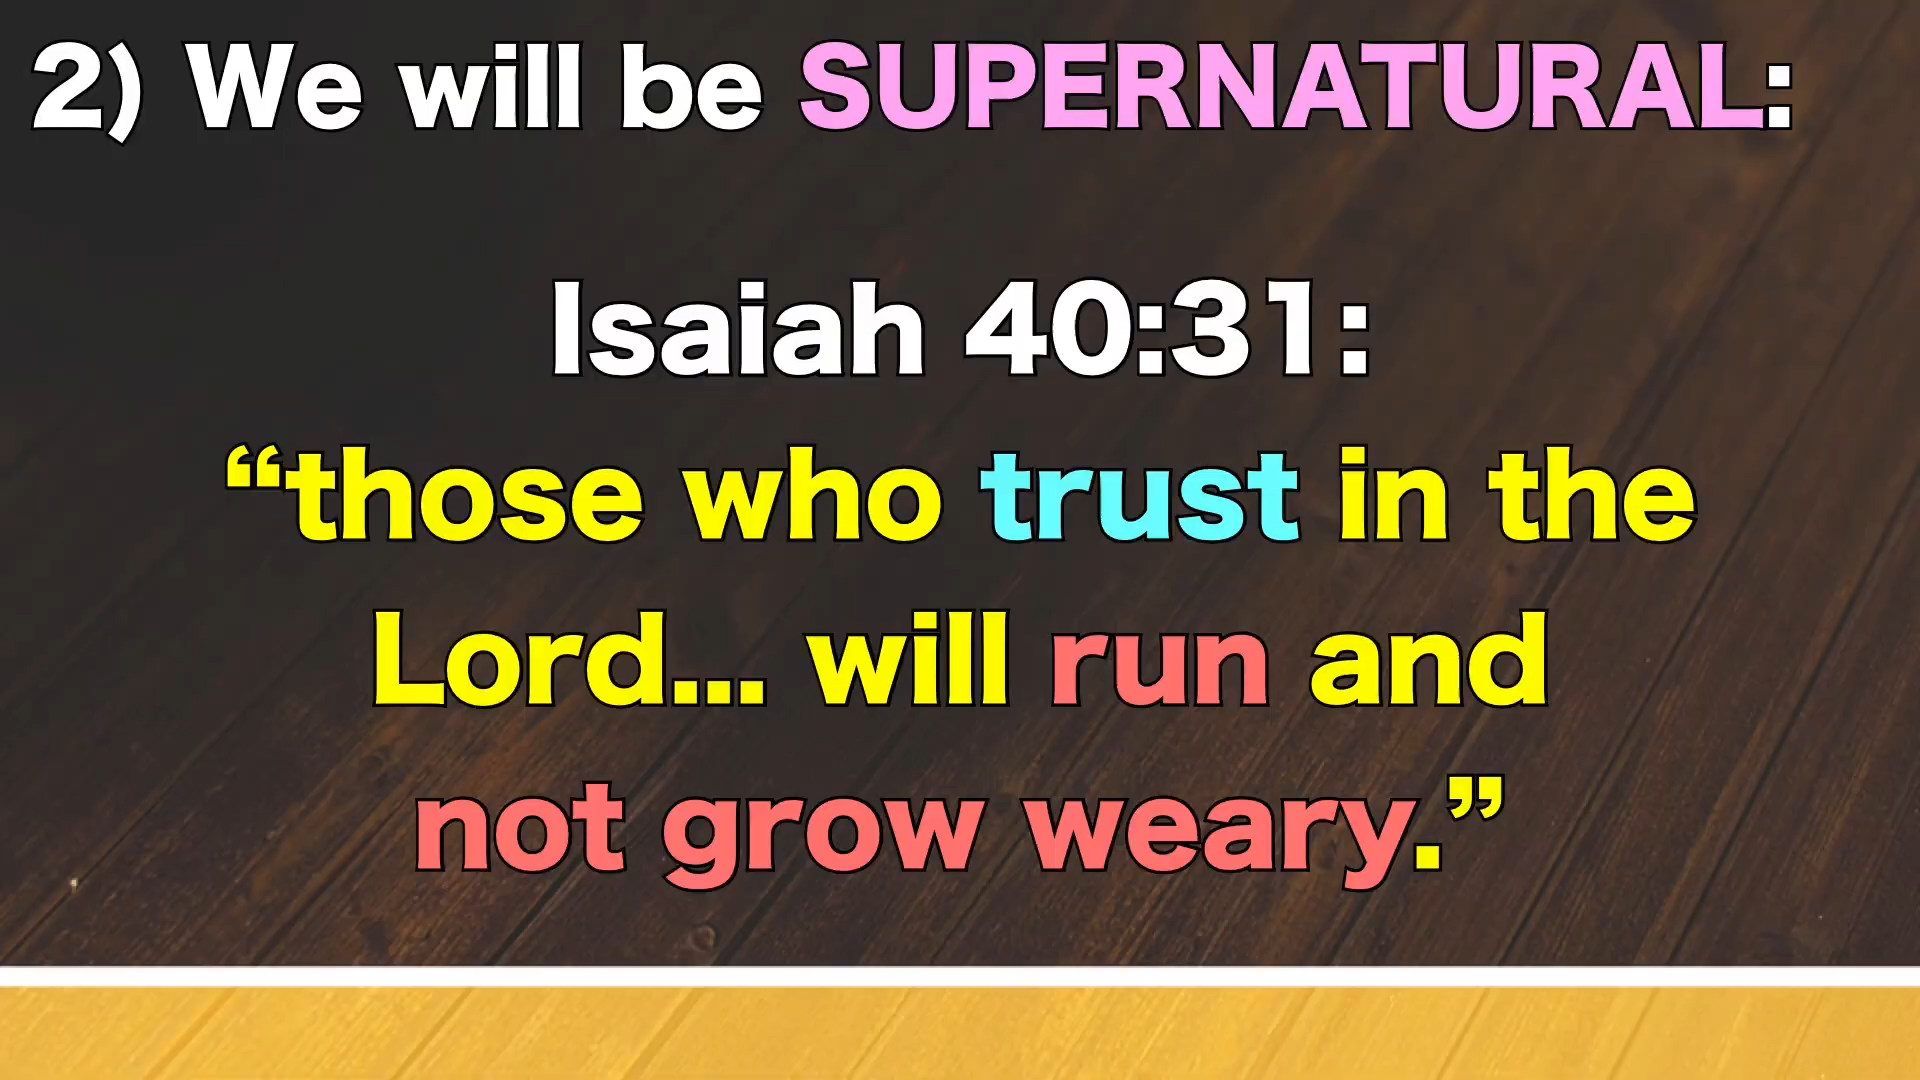 2) We will be SUPERNATURAL:
Isaiah 40:31:
“those who trust in the
Lord... will run and
not grow weary.”